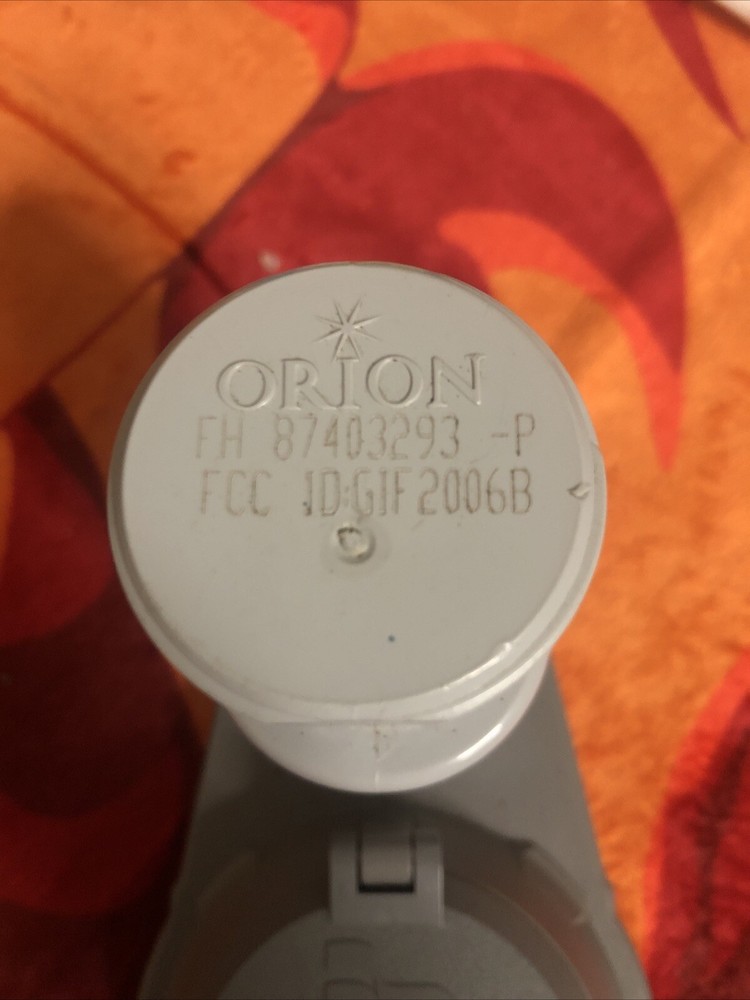 ORION
FH 87403293 -P
FCC ID:GIF2006B